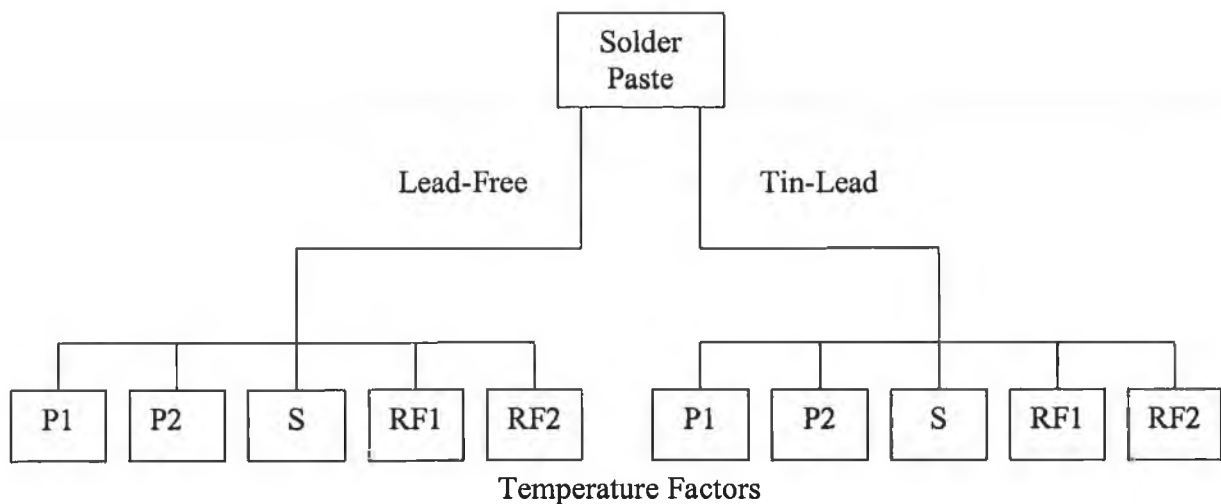 Solder
Paste
Lead-Free
Tin-Lead
P1
P2
S
RF1
RF2
P1
P2
S
RF1
RF2
Temperature Factors